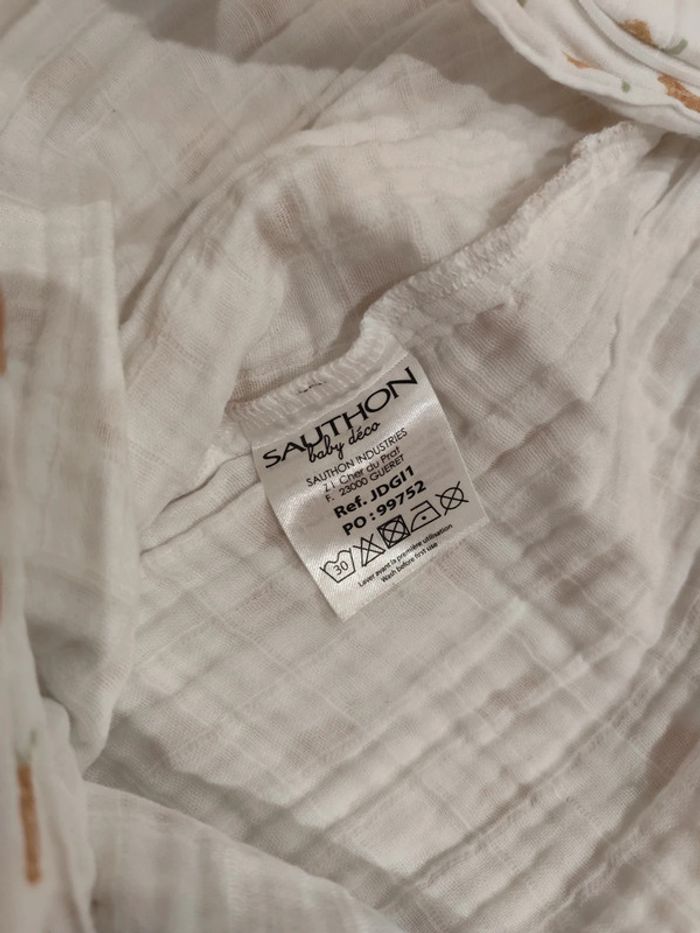 SAUTHON
baby déco
SAUTHON INDUSTRIES
Z I. Cher du Prat
F. 23000 GUERET
Ref. JDGI1
PO : 99752
30
Laver avant la première utilisation
Wash before first use